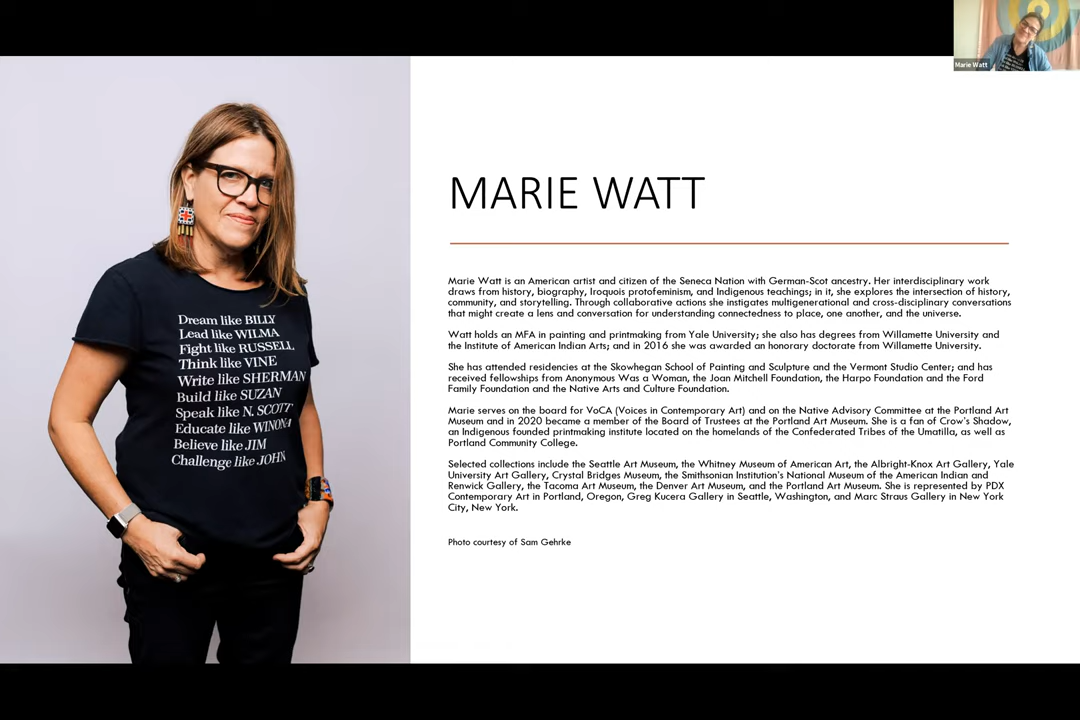 Marie Watt
Dream like BILLY
Lead like WILMA
Fight like RUSSELL
Think like VINE
Write like SHERMAN
Build like SUZAN
Speak like N. SCOTT
Educate like WINONA
Believe like JIM
Challenge like JOHN
MARIE WATT
Marie Watt is an American artist and citizen of the Seneca Nation with German-Scot ancestry. Her interdisciplinary work
draws from history, biography, Iroquois protofeminism, and Indigenous teachings; in it, she explores the intersection of history,
community, and storytelling. Through collaborative actions she instigates multigenerational and cross-disciplinary conversations
that might create a lens and conversation for understanding connectedness to place, one another, and the universe.
Watt holds an MFA in painting and printmaking from Yale University; she also has degrees from Willamette University and
the Institute of American Indian Arts; and in 2016 she was awarded an honorary doctorate from Willamette University.
She has attended residencies at the Skowhegan School of Painting and Sculpture and the Vermont Studio Center; and has
received fellowships from Anonymous Was a Woman, the Joan Mitchell Foundation, the Harpo Foundation and the Ford
Family Foundation and the Native Arts and Culture Foundation.
Marie serves on the board for VoCA (Voices in Contemporary Art) and on the Native Advisory Committee at the Portland Art
Museum and in 2020 became a member of the Board of Trustees at the Portland Art Museum. She is a fan of Crow's Shadow,
an Indigenous founded printmaking institute located on the homelands of the Confederated Tribes of the Umatilla, as well as
Portland Community College.
Selected collections include the Seattle Art Museum, the Whitney Museum of American Art, the Albright-Knox Art Gallery, Yale
University Art Gallery, Crystal Bridges Museum, the Smithsonian Institution's National Museum of the American Indian and
Renwick Gallery, the Tacoma Art Museum, the Denver Art Museum, and the Portland Art Museum. She is represented by PDX
Contemporary Art in Portland, Oregon, Greg Kucera Gallery in Seattle, Washington, and Marc Straus Gallery in New York
City, New York.
Photo courtesy of Sam Gehrke